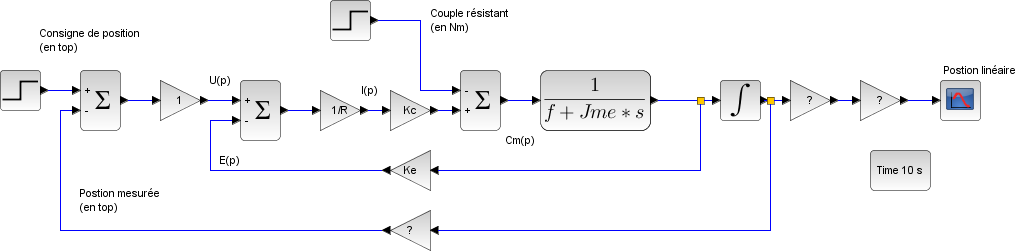 Couple résistant
(en Nm)
Consigne de position
(en top)
+
-
Σ
1
U(p)
+
-
Σ
1/R
I(p)
Kc
-
+
Σ
Cm(p)
1
f + Jme * s
∫
?
?
Postion linéaire
E(p)
Ke
Time 10 s
Postion mesurée
(en top)
?